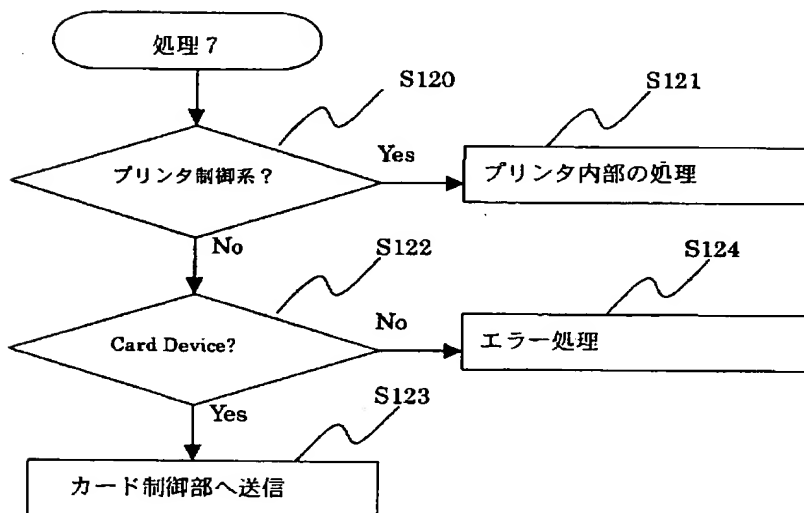 処理７
S120
S121
プリンタ制御系？
Yes
プリンタ内部の処理
No
S122
S124
Card Device?
No
エラー処理
Yes
S123
カード制御部へ送信